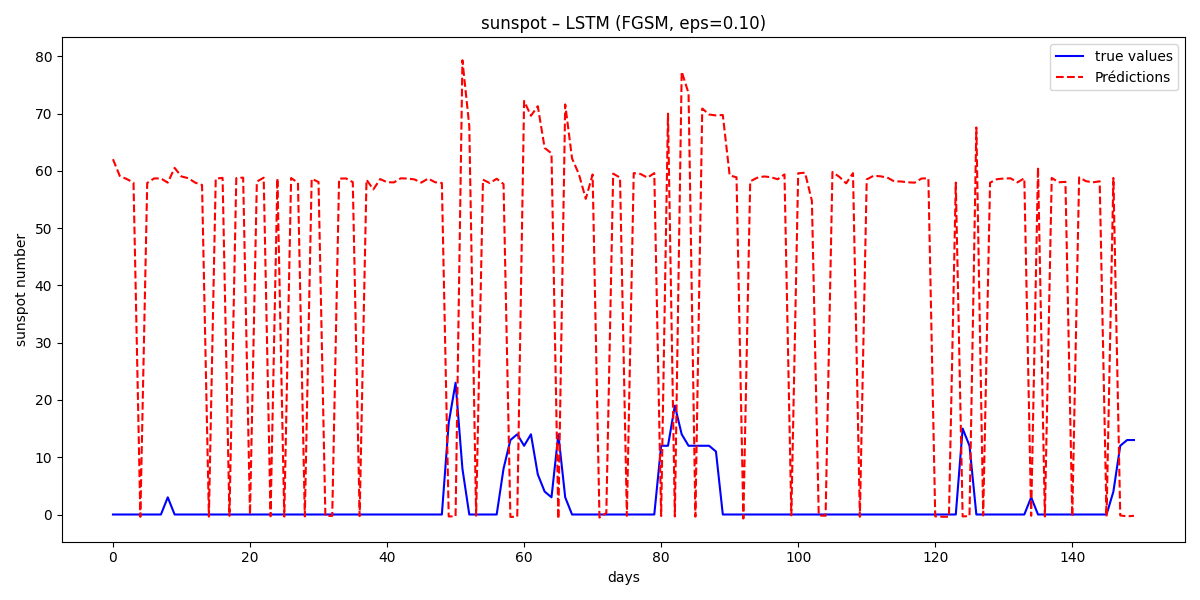 sunspot – LSTM (FGSM, eps=0.10)
true values
Prédictions
sunspot number
80
70
60
50
40
30
20
10
0
0 20 40 60 80 100 120 140
days